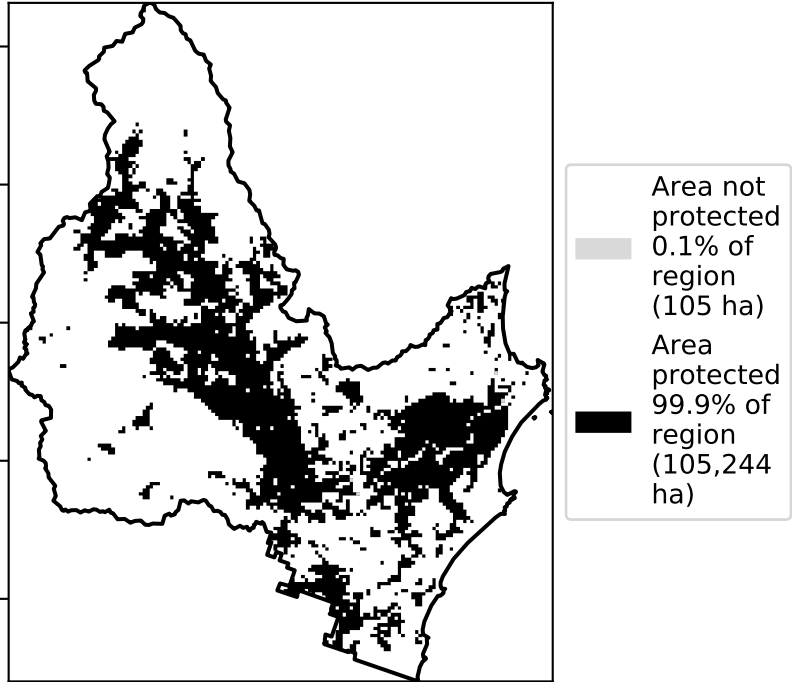 Area not
protected
0.1% of
region
(105 ha)
Area
protected
99.9% of
region
(105,244
ha)